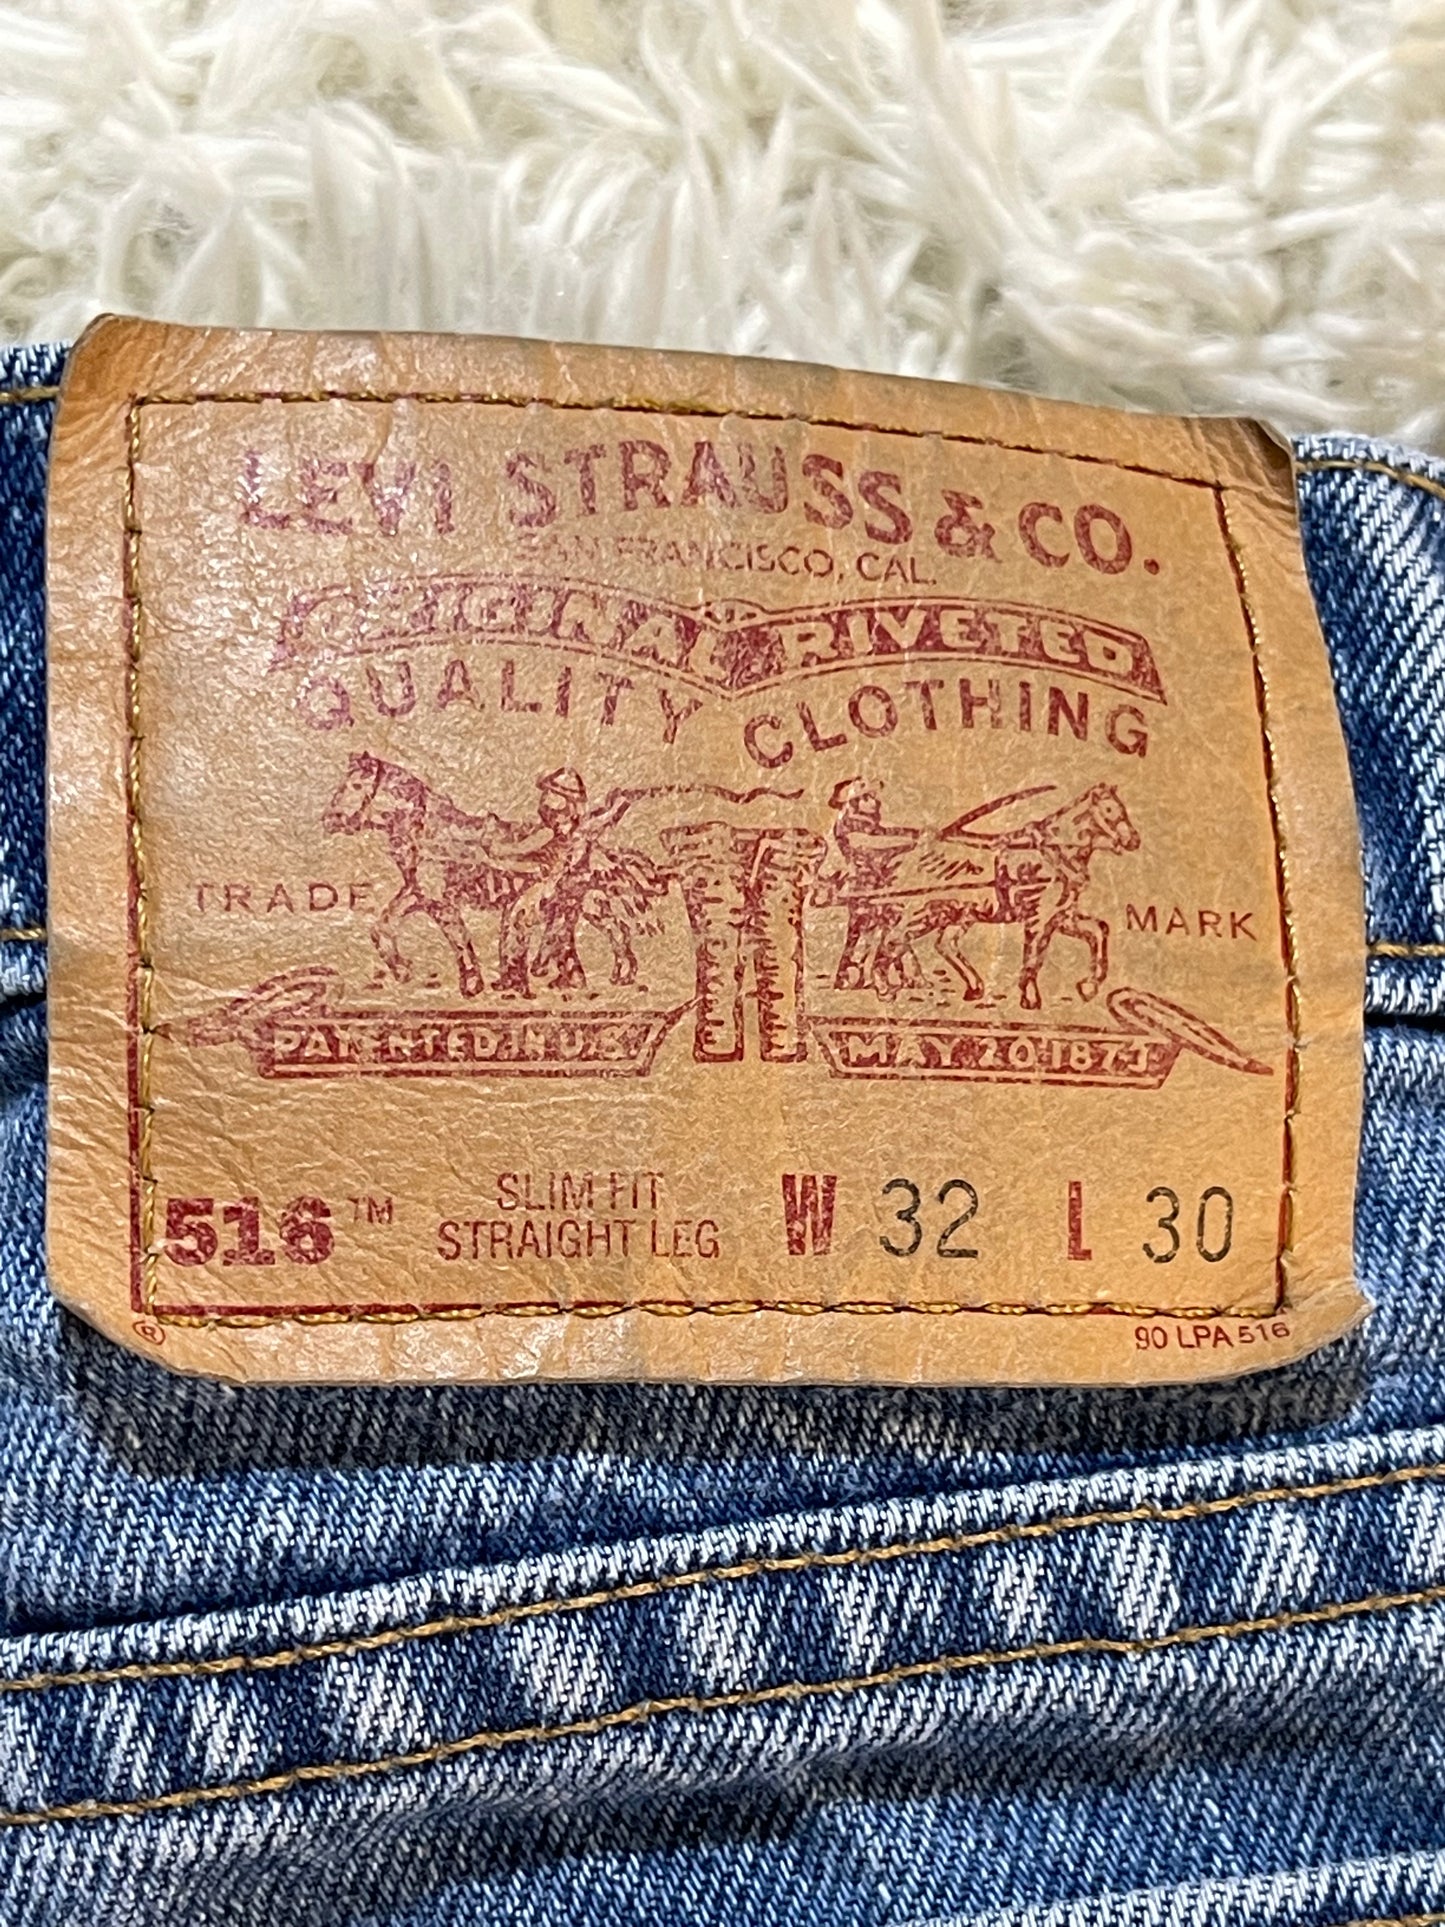 LEVI STRAUSS & CO.
SAN FRANCISCO, CAL.
ORIGINAL RIVETED
QUALITY CLOTHING
TRADE MARK
PATENTED IN U.S. MAY 20 1873
516™ SLIM FIT STRAIGHT LEG W 32 L 30
® 90 LPA 516